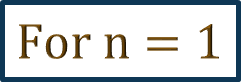 For n = 1